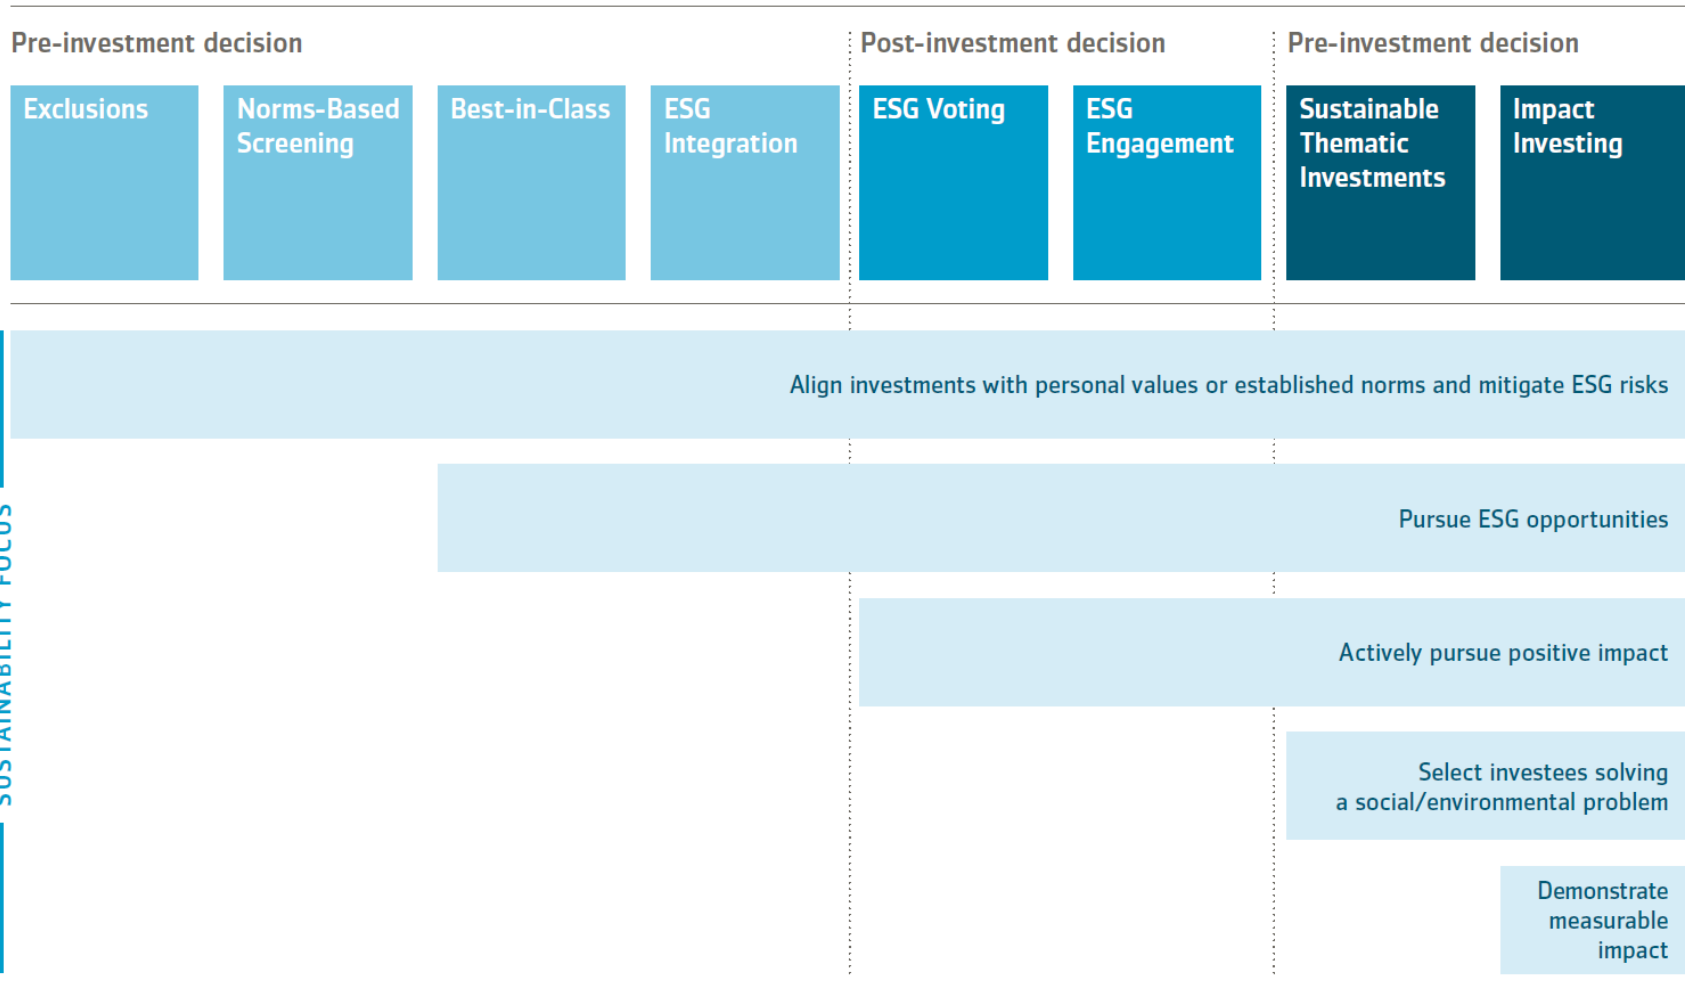 Pre-investment decision
Post-investment decision
Pre-investment decision
Exclusions
Norms-Based
Screening
Best-in-Class
ESG
Integration
ESG Voting
ESG
Engagement
Sustainable
Thematic
Investments
Impact
Investing
SUSTAINABILITY FOCUS
Align investments with personal values or established norms and mitigate ESG risks
Pursue ESG opportunities
Actively pursue positive impact
Select investees solving
a social/environmental problem
Demonstrate
measurable
impact